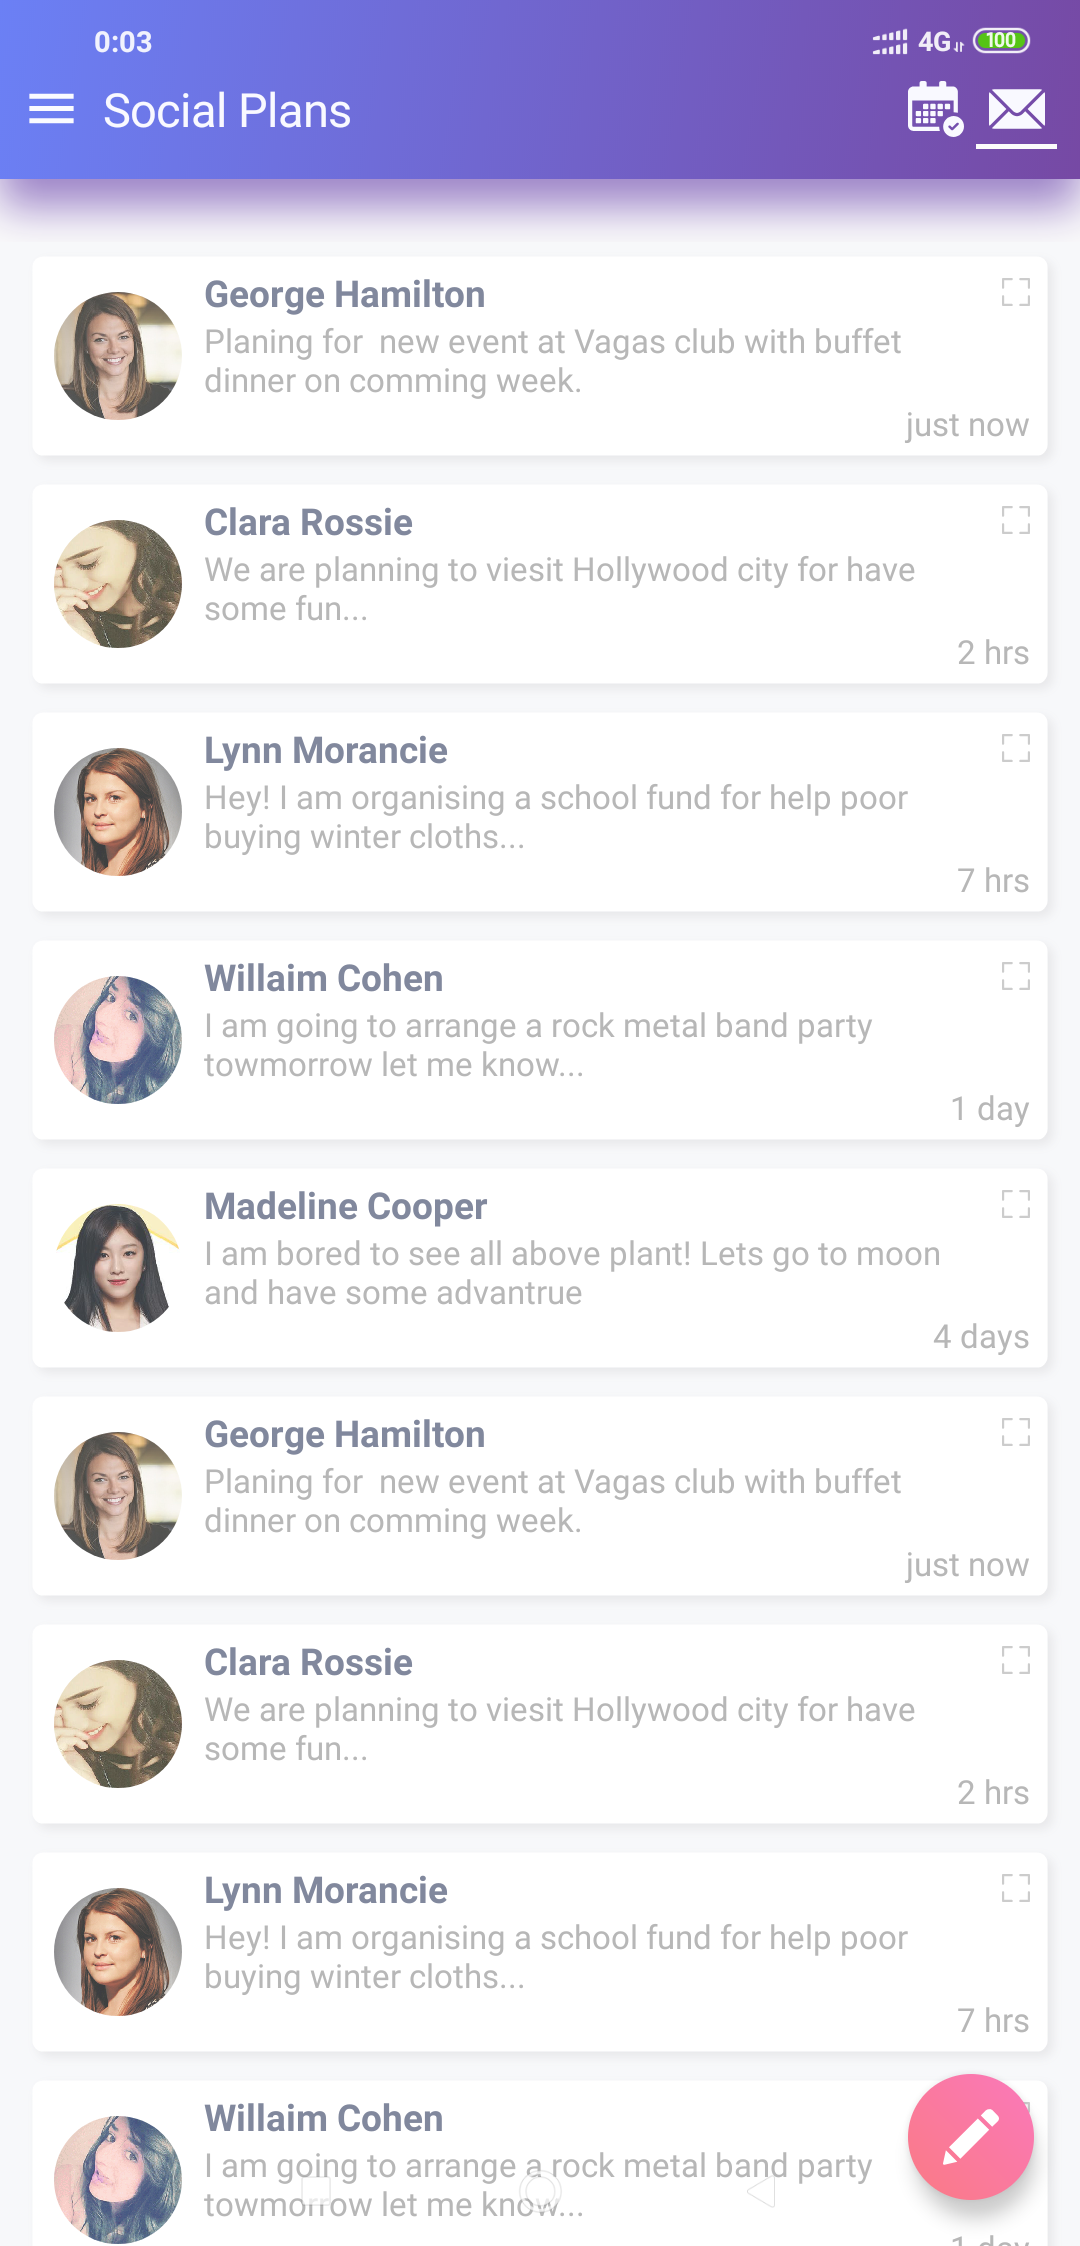 0:03
4G
100
Social Plans
George Hamilton
Planing for  new event at Vagas club with buffet
dinner on comming week.
just now
Clara Rossie
We are planning to viesit Hollywood city for have
some fun...
2 hrs
Lynn Morancie
Hey! I am organising a school fund for help poor
buying winter cloths...
7 hrs
Willaim Cohen
I am going to arrange a rock metal band party
towmorrow let me know...
1 day
Madeline Cooper
I am bored to see all above plant! Lets go to moon
and have some advantrue
4 days
George Hamilton
Planing for  new event at Vagas club with buffet
dinner on comming week.
just now
Clara Rossie
We are planning to viesit Hollywood city for have
some fun...
2 hrs
Lynn Morancie
Hey! I am organising a school fund for help poor
buying winter cloths...
7 hrs
Willaim Cohen
I am going to arrange a rock metal band party
towmorrow let me know...
1 day